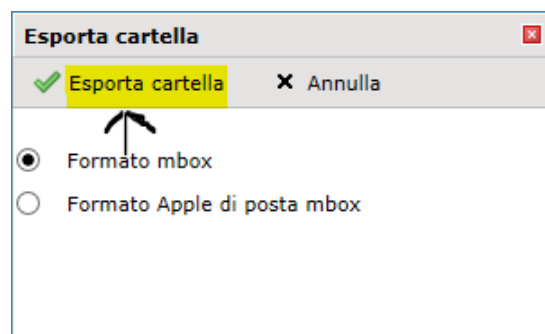 Esporta cartella
Esporta cartella Annulla
Formato mbox
Formato Apple di posta mbox